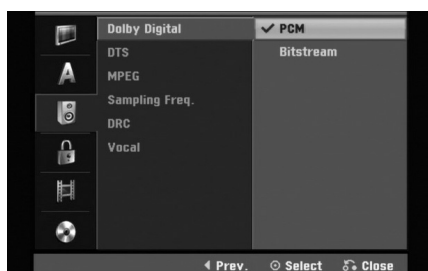 Dolby Digital
✓ PCM
DTS
Bitstream
MPEG
A
Sampling Freq.
DRC
Vocal
Prev. Select Close